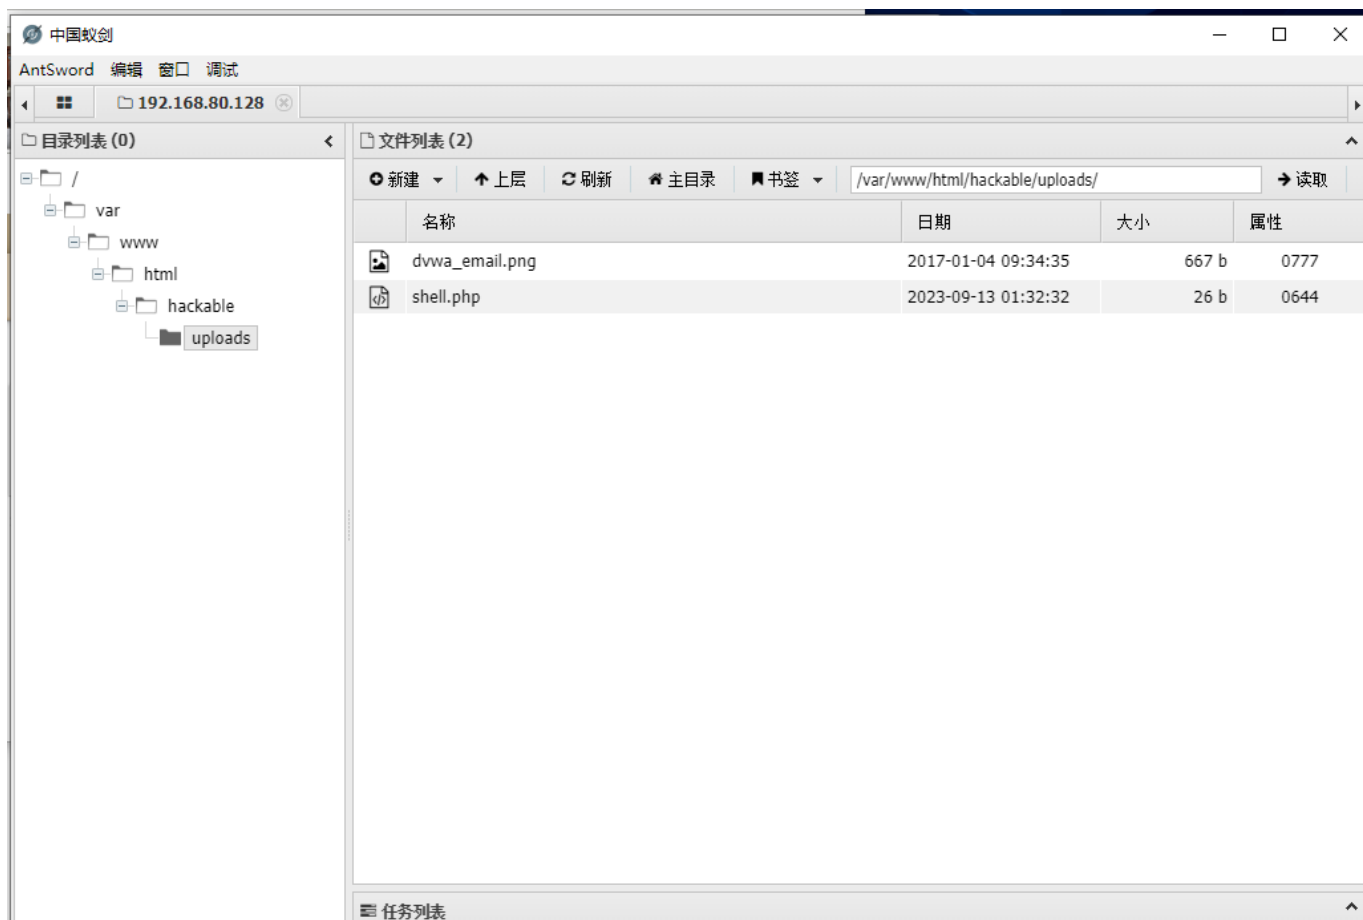 中国蚁剑
AntSword 编辑 窗口 调试
192.168.80.128
目录列表 (0)
文件列表 (2)
新建 上层 刷新 主目录 书签 /var/www/html/hackable/uploads/ 读取
名称 日期 大小 属性
/
var
www
html
hackable
uploads
dvwa_email.png 2017-01-04 09:34:35 667 b 0777
shell.php 2023-09-13 01:32:32 26 b 0644
任务列表